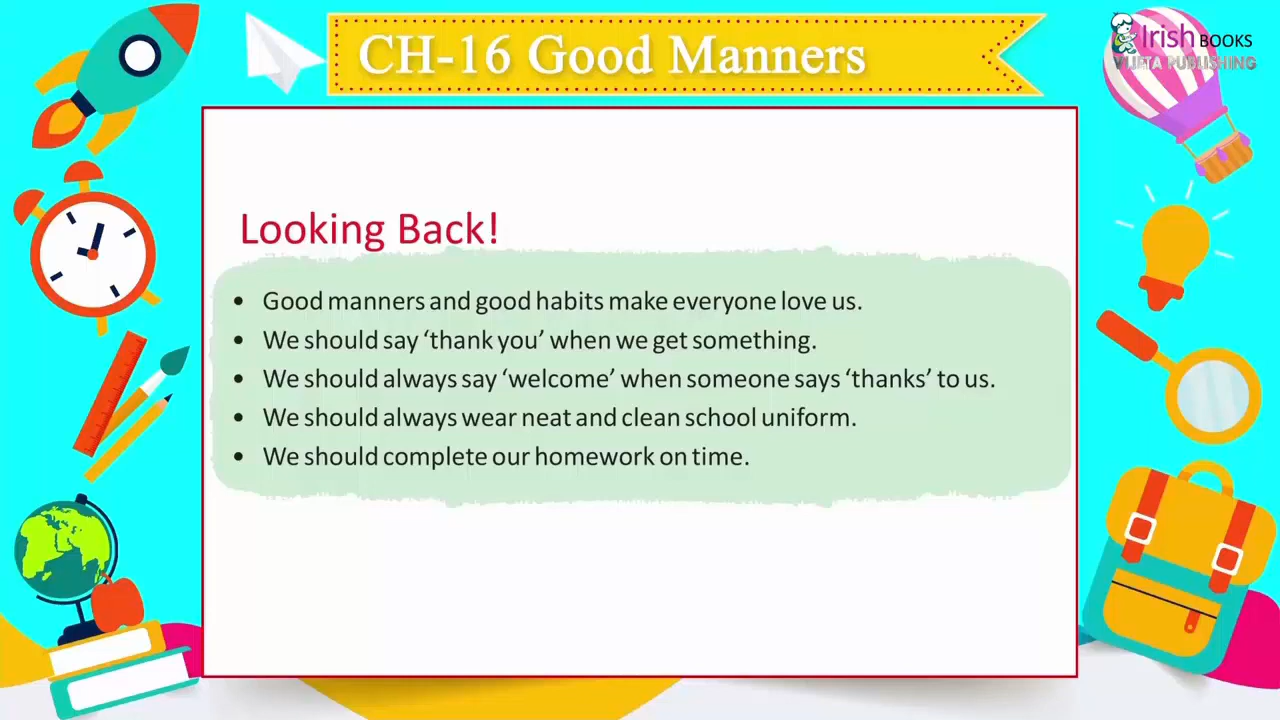 CH-16 Good Manners
Irish BOOKS
PUBLISHING
Looking Back!
• Good manners and good habits make everyone love us.
• We should say ‘thank you’ when we get something.
• We should always say ‘welcome’ when someone says ‘thanks’ to us.
• We should always wear neat and clean school uniform.
• We should complete our homework on time.